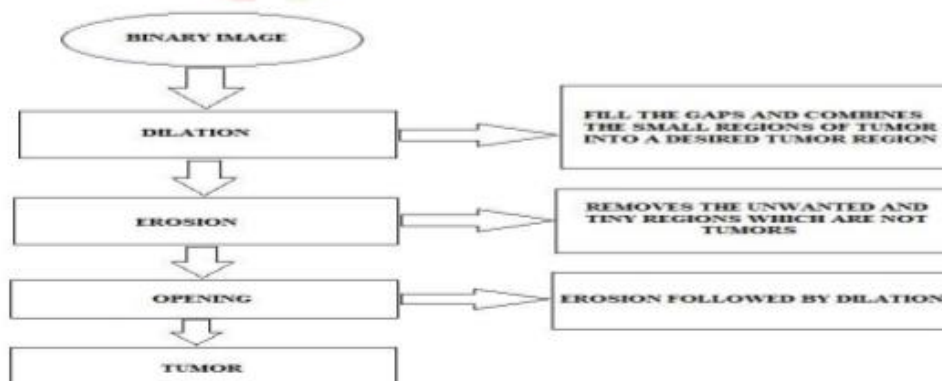 BINARY IMAGE
DILATION
FILL THE GAPS AND COMBINES
THE SMALL REGIONS OF TUMOR
INTO A DESIRED TUMOR REGION
EROSION
REMOVES THE UNWANTED AND
TINY REGIONS WHICH ARE NOT
TUMORS
OPENING
EROSION FOLLOWED BY DILATION
TUMOR